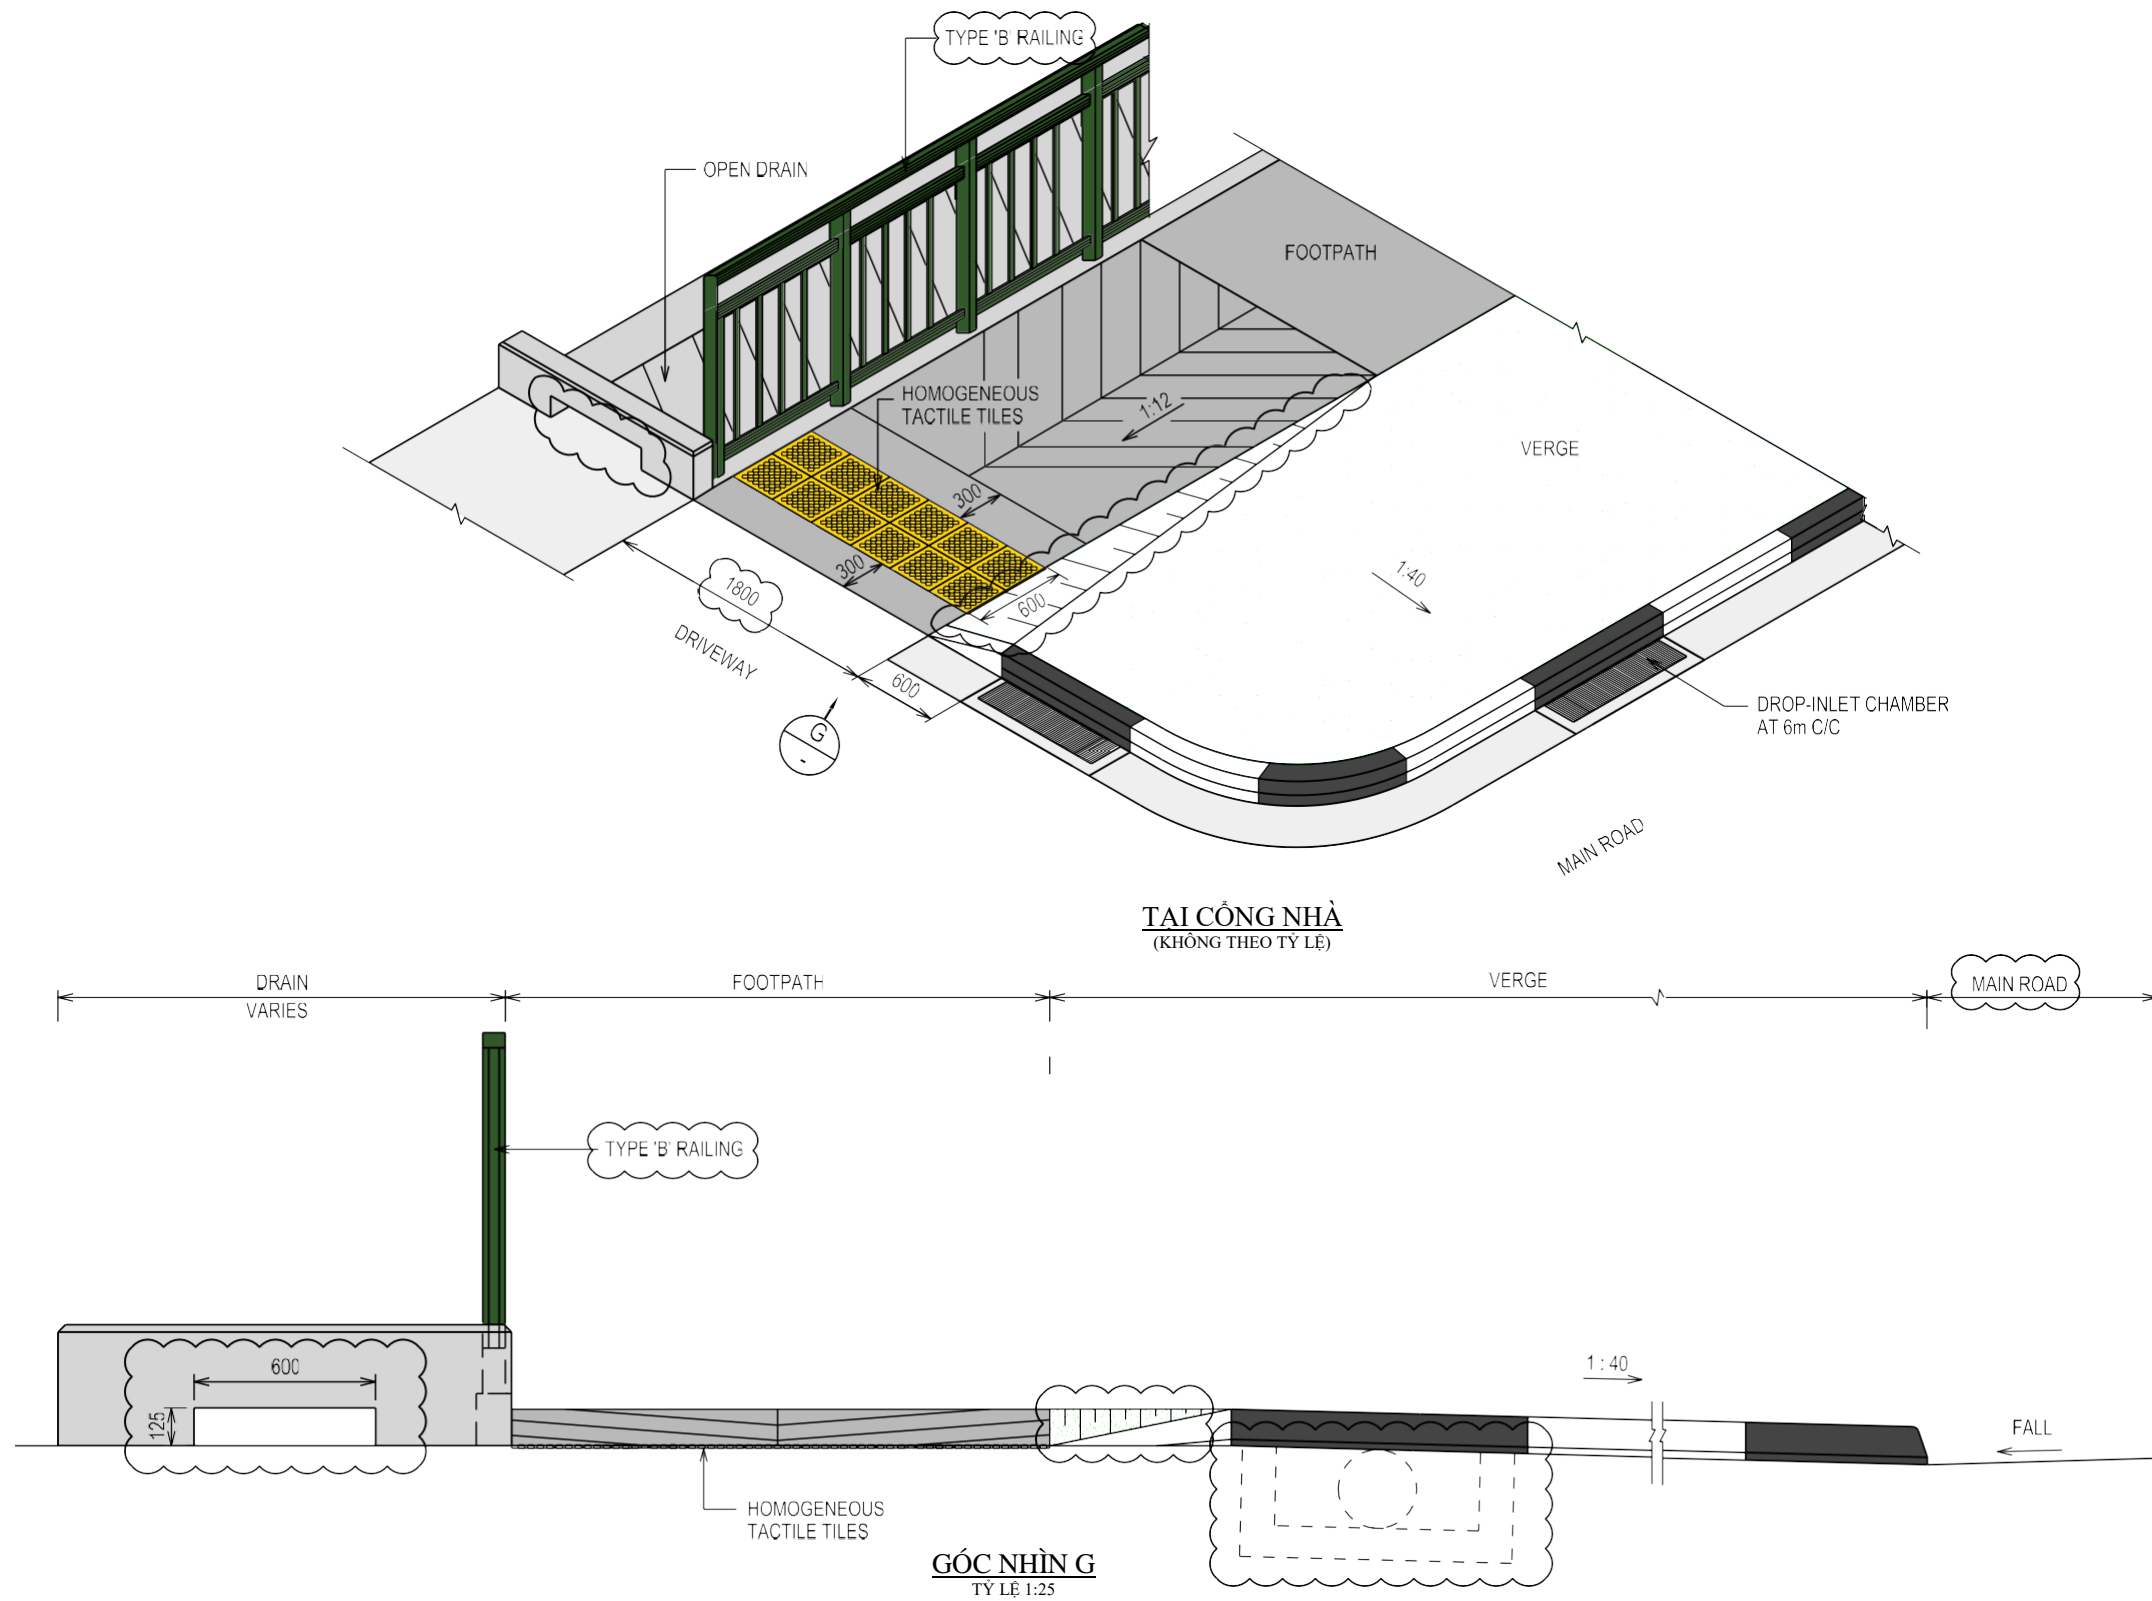 TYPE 'B' RAILING
OPEN DRAIN
FOOTPATH
HOMOGENEOUS
TACTILE TILES
1:12
VERGE
300
300
1800
600
1:40
DRIVEWAY
600
G
-
DROP-INLET CHAMBER
AT 6m C/C
MAIN ROAD
TẠI CỔNG NHÀ
(KHÔNG THEO TỶ LỆ)
DRAIN
VARIES
FOOTPATH
VERGE
MAIN ROAD
TYPE 'B' RAILING
600
125
1 : 40
FALL
HOMOGENEOUS
TACTILE TILES
GÓC NHÌN G
TỶ LỆ 1:25